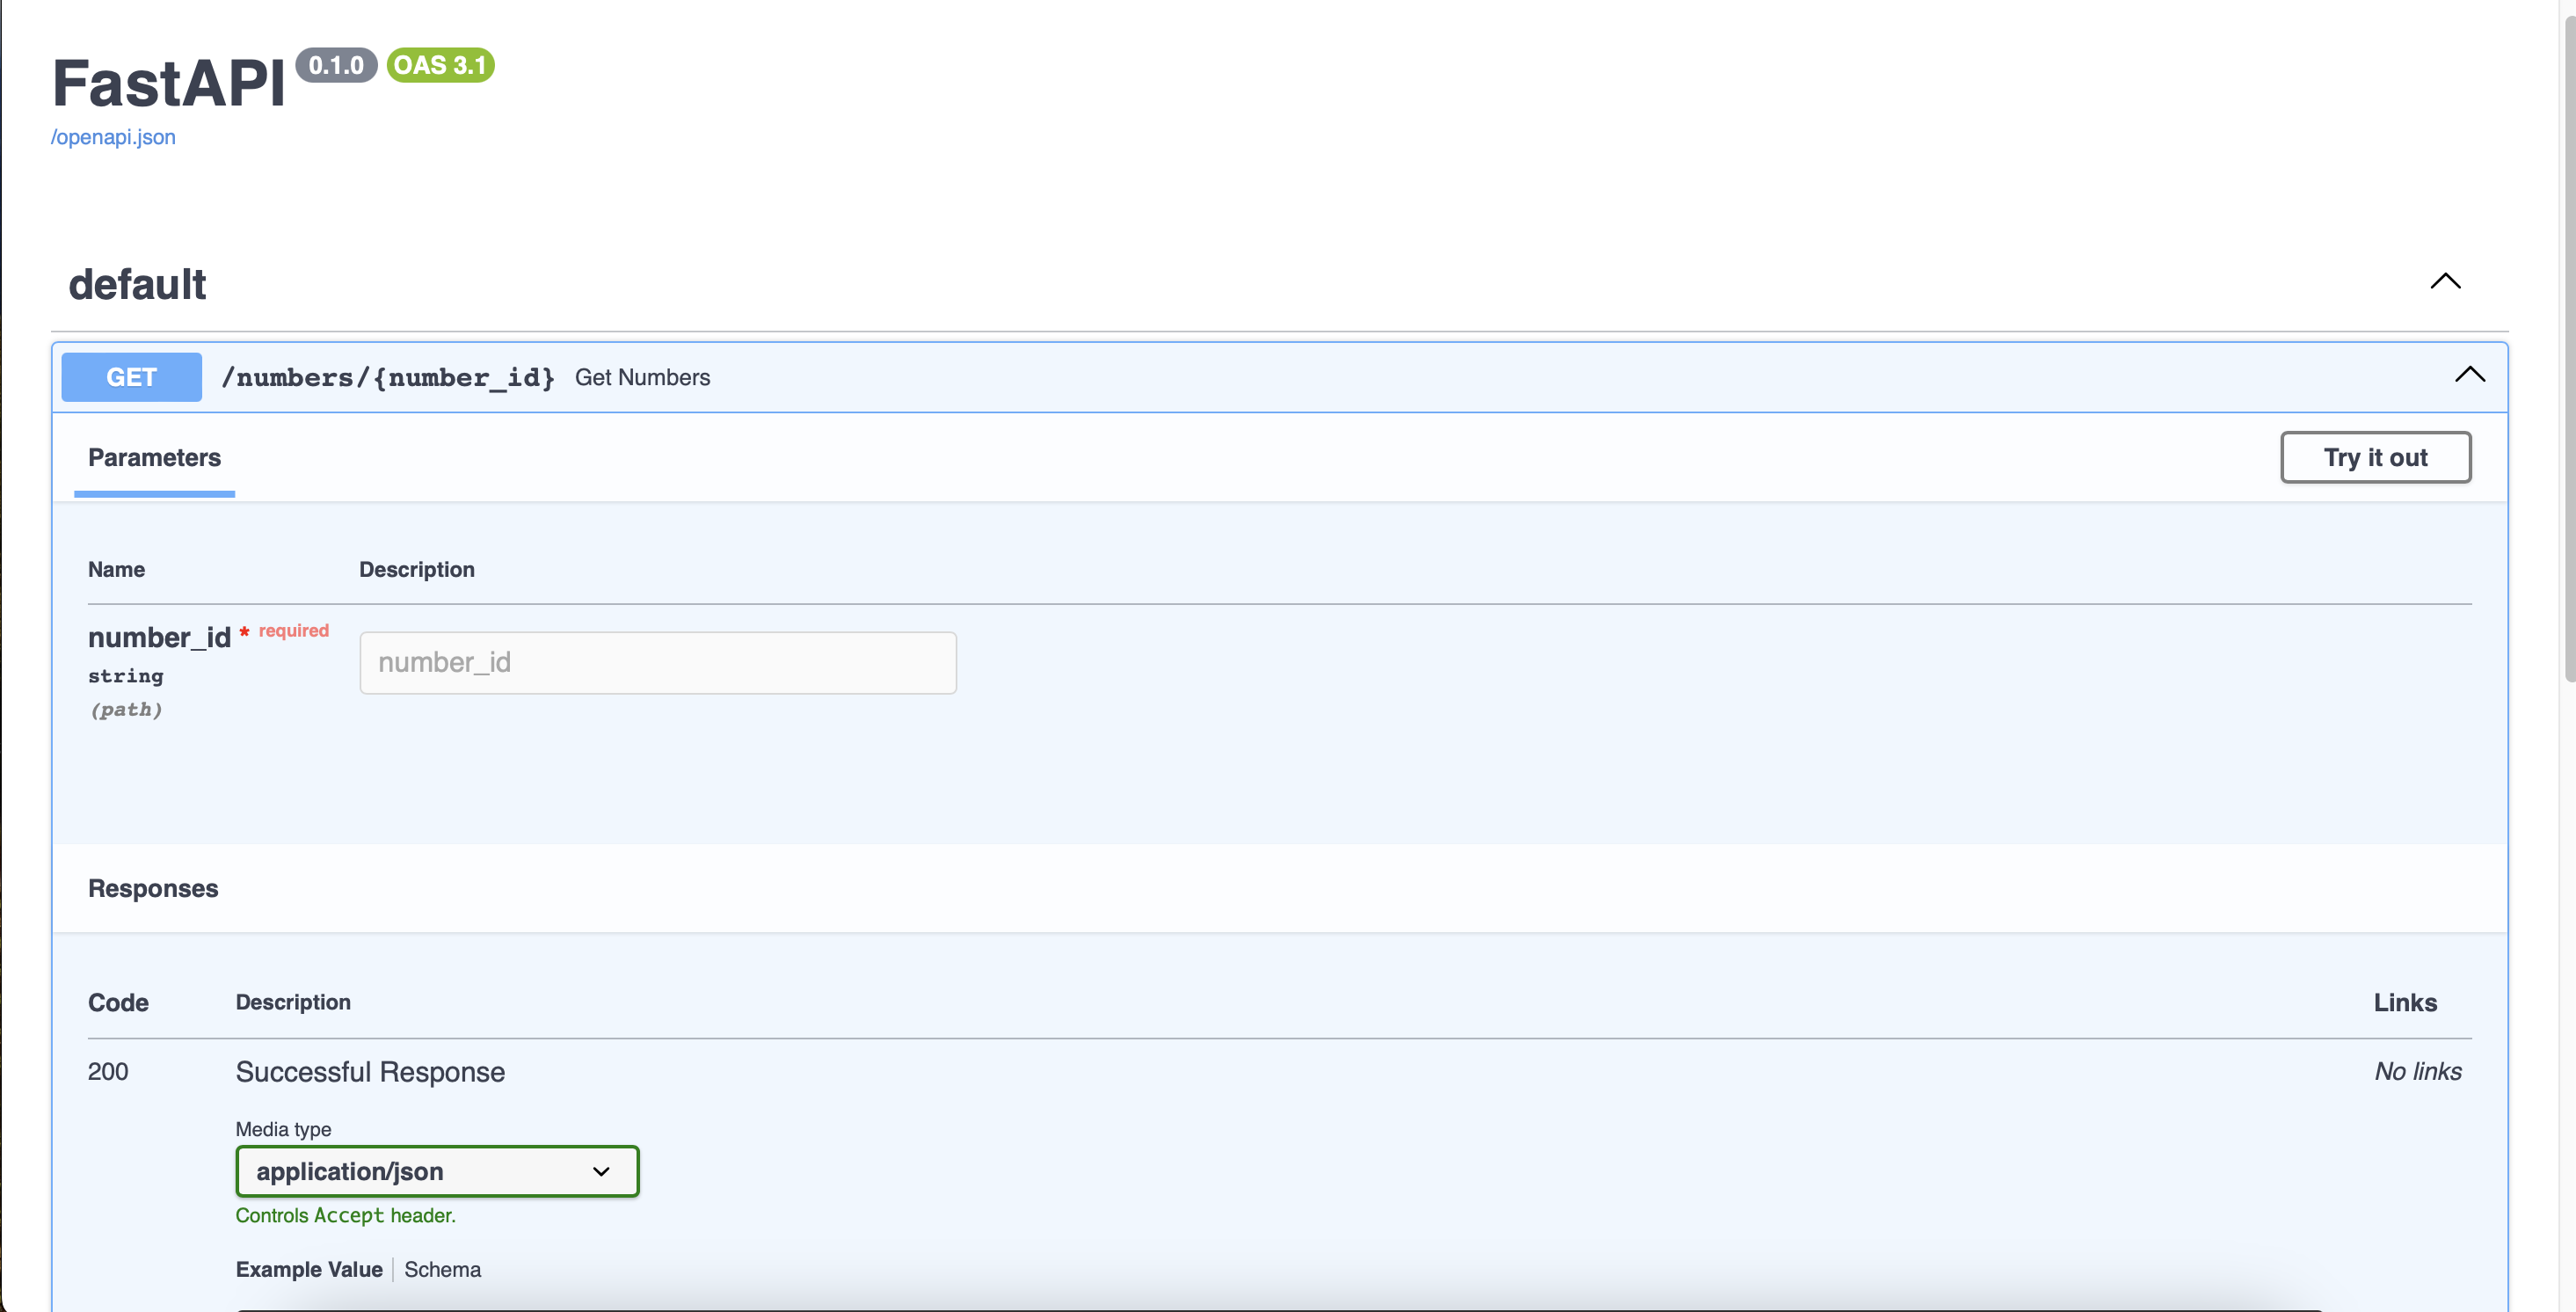 FastAPI 0.1.0 OAS 3.1
/openapi.json
default
GET /numbers/{number_id} Get Numbers
Parameters
Try it out
Name Description
number_id * required
string
(path)
number_id
Responses
Code Description Links
200 Successful Response No links
Media type
application/json
Controls Accept header.
Example Value Schema